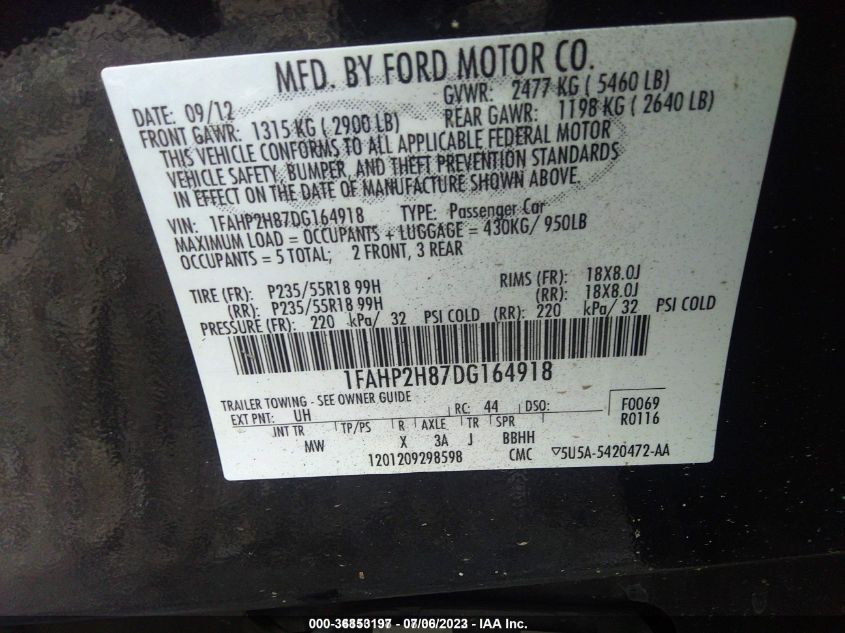 MFD. BY FORD MOTOR CO.
DATE: 09/12 GVWR: 2477 KG ( 5460 LB)
FRONT GAWR: 1315 KG ( 2900 LB) REAR GAWR: 1198 KG ( 2640 LB)
THIS VEHICLE CONFORMS TO ALL APPLICABLE FEDERAL MOTOR
VEHICLE SAFETY, BUMPER, AND THEFT PREVENTION STANDARDS
IN EFFECT ON THE DATE OF MANUFACTURE SHOWN ABOVE.
VIN: 1FAHP2H87DG164918 TYPE: Passenger Car
MAXIMUM LOAD = OCCUPANTS + LUGGAGE = 430KG/ 950LB
OCCUPANTS = 5 TOTAL; 2 FRONT, 3 REAR
TIRE (FR): P235/55R18 99H RIMS (FR): 18X8.0J
(RR): P235/55R18 99H (RR): 18X8.0J
PRESSURE (FR): 220 kPa/ 32 PSI COLD (RR): 220 kPa/ 32 PSI COLD
1FAHP2H87DG164918
TRAILER TOWING - SEE OWNER GUIDE
EXT PNT: UH RC: 44 DSO: F0069
R0116
INT TR TP/PS R AXLE TR SPR
MW X 3A J BBHH
1201209298598 CMC ▽5U5A-5420472-AA
000-36853197 - 07/06/2023 - IAA Inc.